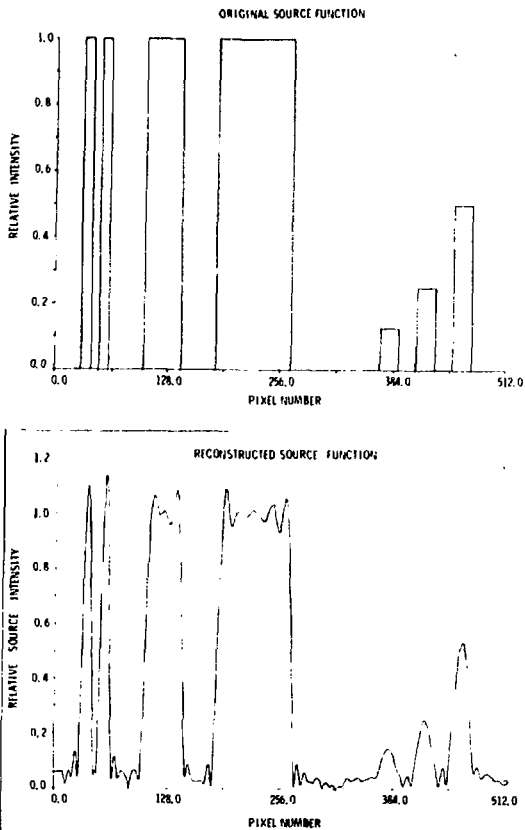 ORIGINAL SOURCE FUNCTION
1.0
0.8
0.6
0.4
0.2
0.0
RELATIVE INTENSITY
0.0 128.0 256.0 384.0 512.0
PIXEL NUMBER
RECONSTRUCTED SOURCE FUNCTION
1.2
1.0
0.8
0.6
0.4
0.2
0.0
RELATIVE SOURCE INTENSITY
0.0 128.0 256.0 384.0 512.0
PIXEL NUMBER